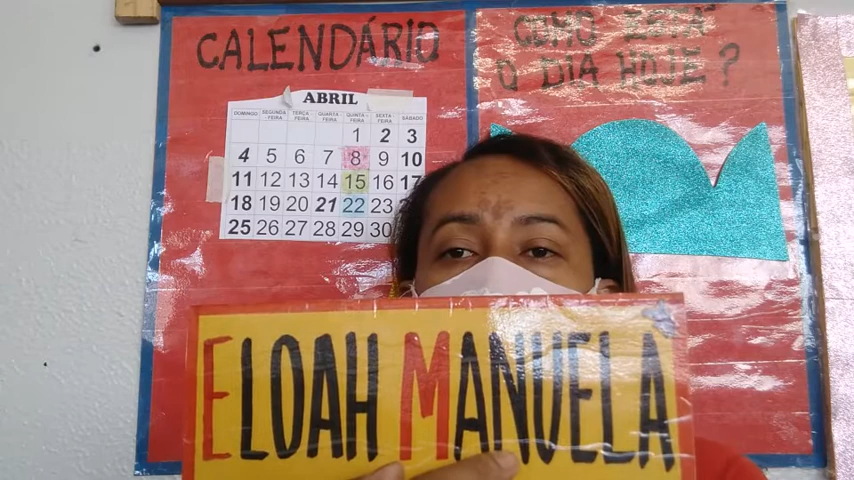 CALENDÁRIO
COMO ESTÁ
O DIA HOJE?
ABRIL
DOMINGO SEGUNDA-FEIRA TERÇA-FEIRA QUARTA-FEIRA QUINTA-FEIRA SEXTA-FEIRA SÁBADO
1 2 3
4 5 6 7 8 9 10
11 12 13 14 15 16 17
18 19 20 21 22 23
25 26 27 28 29 30
ELOAH MANUELA